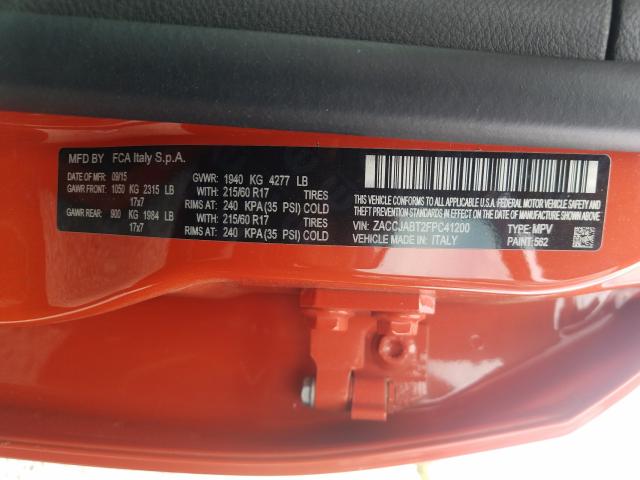 MFD BY FCA Italy S.p.A.
DATE OF MFR 09/15 GVWR: 1940 KG 4277 LB
GAWR FRONT: 1050 KG 2315 LB WITH: 215/60 R17 TIRES
17x7 RIMS AT: 240 KPA(35 PSI) COLD
GAWR REAR: 900 KG 1984 LB WITH: 215/60 R17 TIRES
17x7 RIMS AT: 240 KPA(35 PSI) COLD
THIS VEHICLE CONFORMS TO
ALL APPLICABLE U.S.A. FEDERAL MOTOR VEHICLE SAFETY,
BUMPER AND THEFT PREVENTION STANDARDS IN EFFECT
ON THE DATE OF MANUFACTURE SHOWN ABOVE.
VIN: ZACCJABT2FPC41200 TYPE: MPV
VEHICLE MADE IN: ITALY PAINT: 562